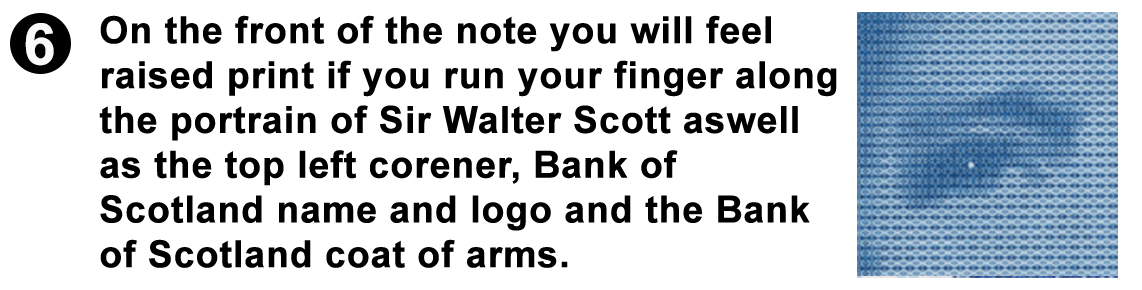 6 On the front of the note you will feel
raised print if you run your finger along
the portrain of Sir Walter Scott aswell
as the top left corener, Bank of
Scotland name and logo and the Bank
of Scotland coat of arms.